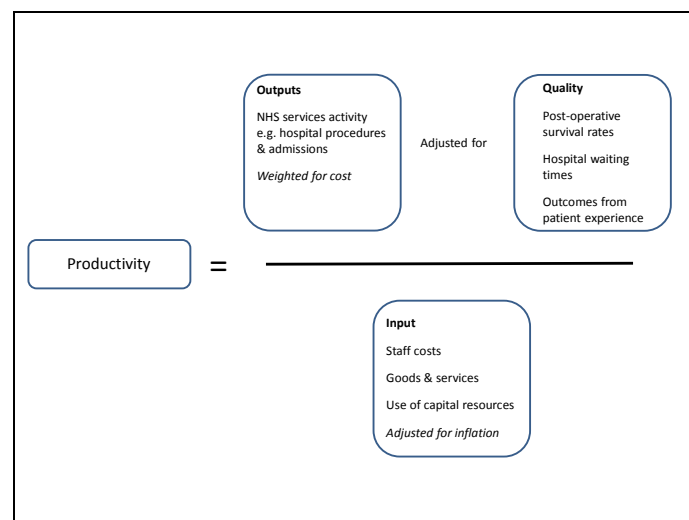 Outputs
NHS services activity
e.g. hospital procedures
& admissions
Weighted for cost
Adjusted for
Quality
Post-operative
survival rates
Hospital waiting
times
Outcomes from
patient experience
Productivity
=
Input
Staff costs
Goods & services
Use of capital resources
Adjusted for inflation